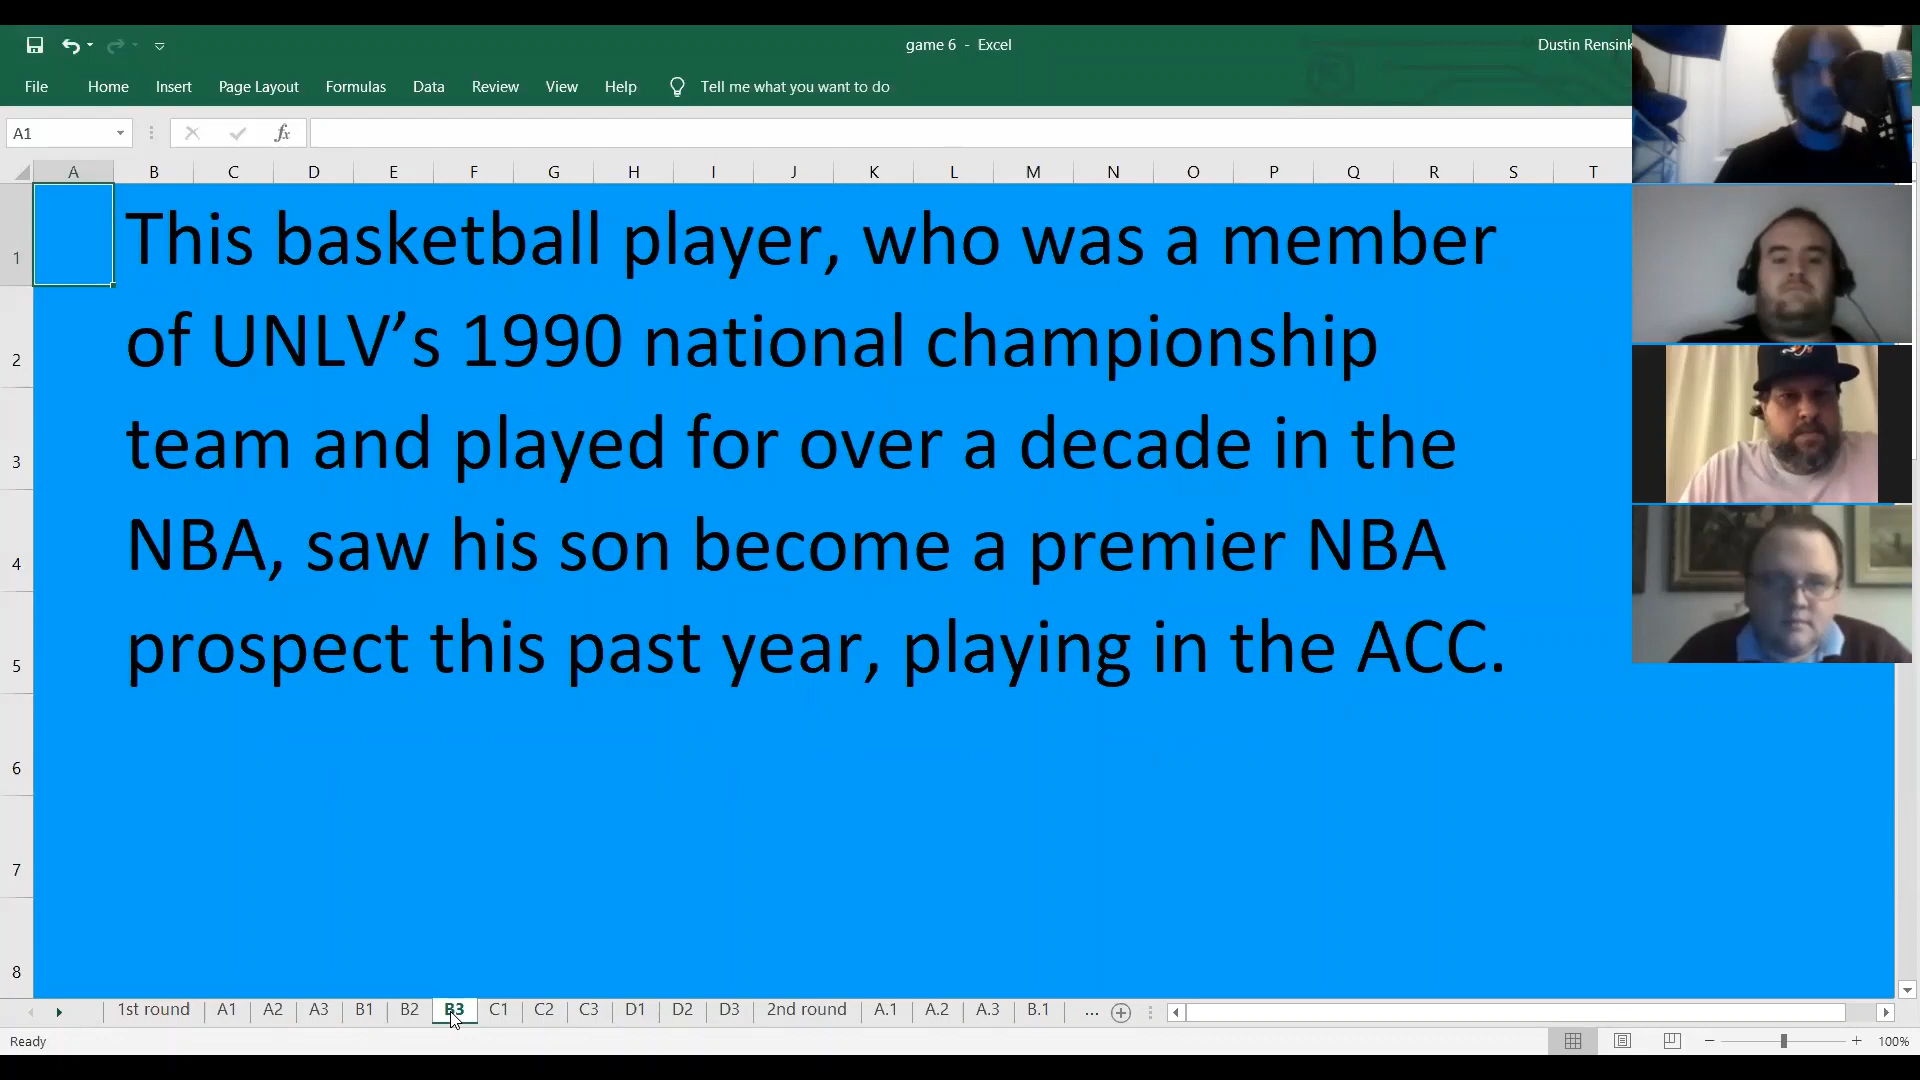 game 6 - Excel
Dustin Rensink
File Home Insert Page Layout Formulas Data Review View Help Tell me what you want to do
A1
fx
A B C D E F G H I J K L M N O P Q R S T
1 This basketball player, who was a member
2 of UNLV’s 1990 national championship
3 team and played for over a decade in the
4 NBA, saw his son become a premier NBA
5 prospect this past year, playing in the ACC.
6
7
8
1st round A1 A2 A3 B1 B2 B3 C1 C2 C3 D1 D2 D3 2nd round A.1 A.2 A.3 B.1 ...
Ready
100%